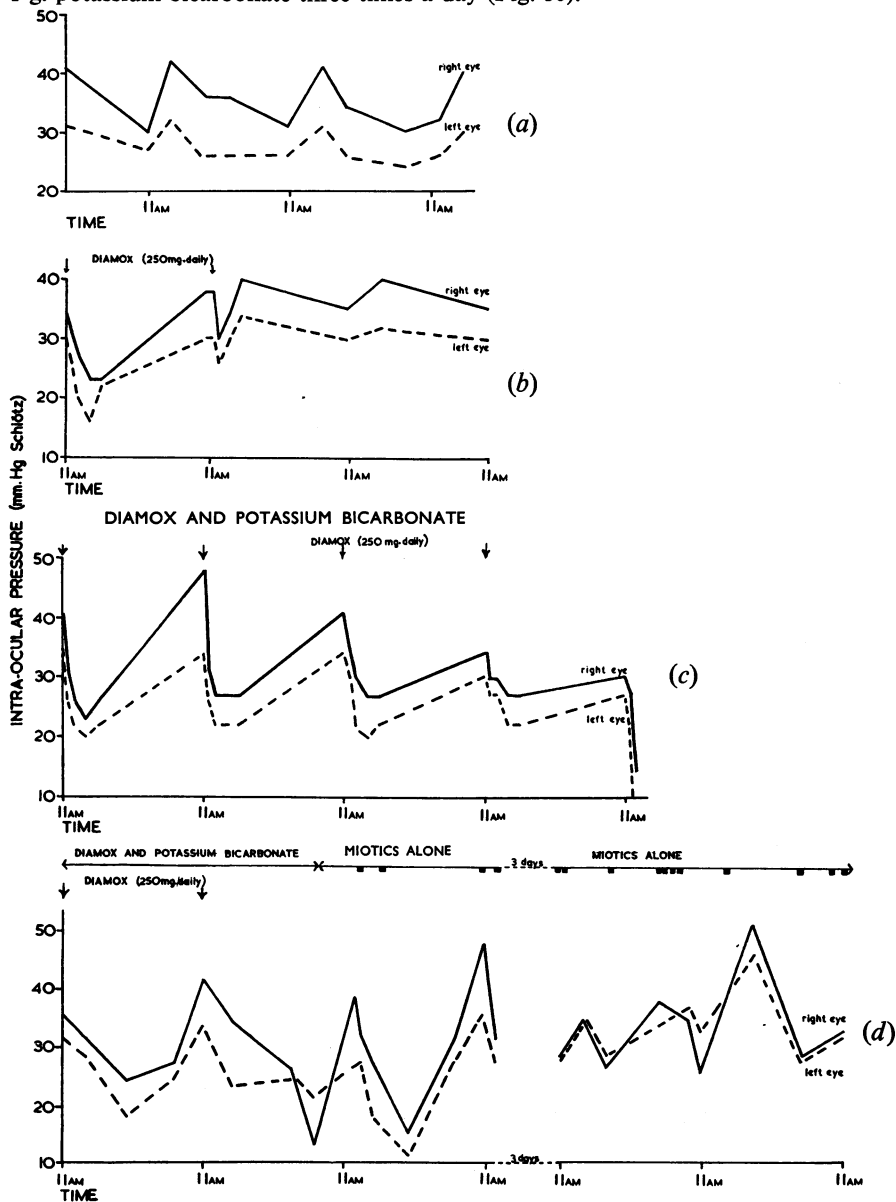 1 g. potassium bicarbonate three times a day (Fig. 
50
40
30
20
right eye
left eye
(a)
11AM 11AM 11AM
TIME
DIAMOX (250mg.daily)
40
30
20
10
right eye
left eye
(b)
11AM 11AM 11AM 11AM
TIME
INTRA-OCULAR PRESSURE (mm.Hg Schiötz)
DIAMOX AND POTASSIUM BICARBONATE
DIAMOX (250 mg.daily)
50
40
30
20
10
right eye
left eye
(c)
11AM 11AM 11AM 11AM 11AM
TIME
DIAMOX AND POTASSIUM BICARBONATE MIOTICS ALONE 3 days MIOTICS ALONE
DIAMOX (250mg/daily)
50
40
30
20
10
right eye
left eye
(d)
3 days
11AM 11AM 11AM 11AM 11AM 11AM 11AM
TIME